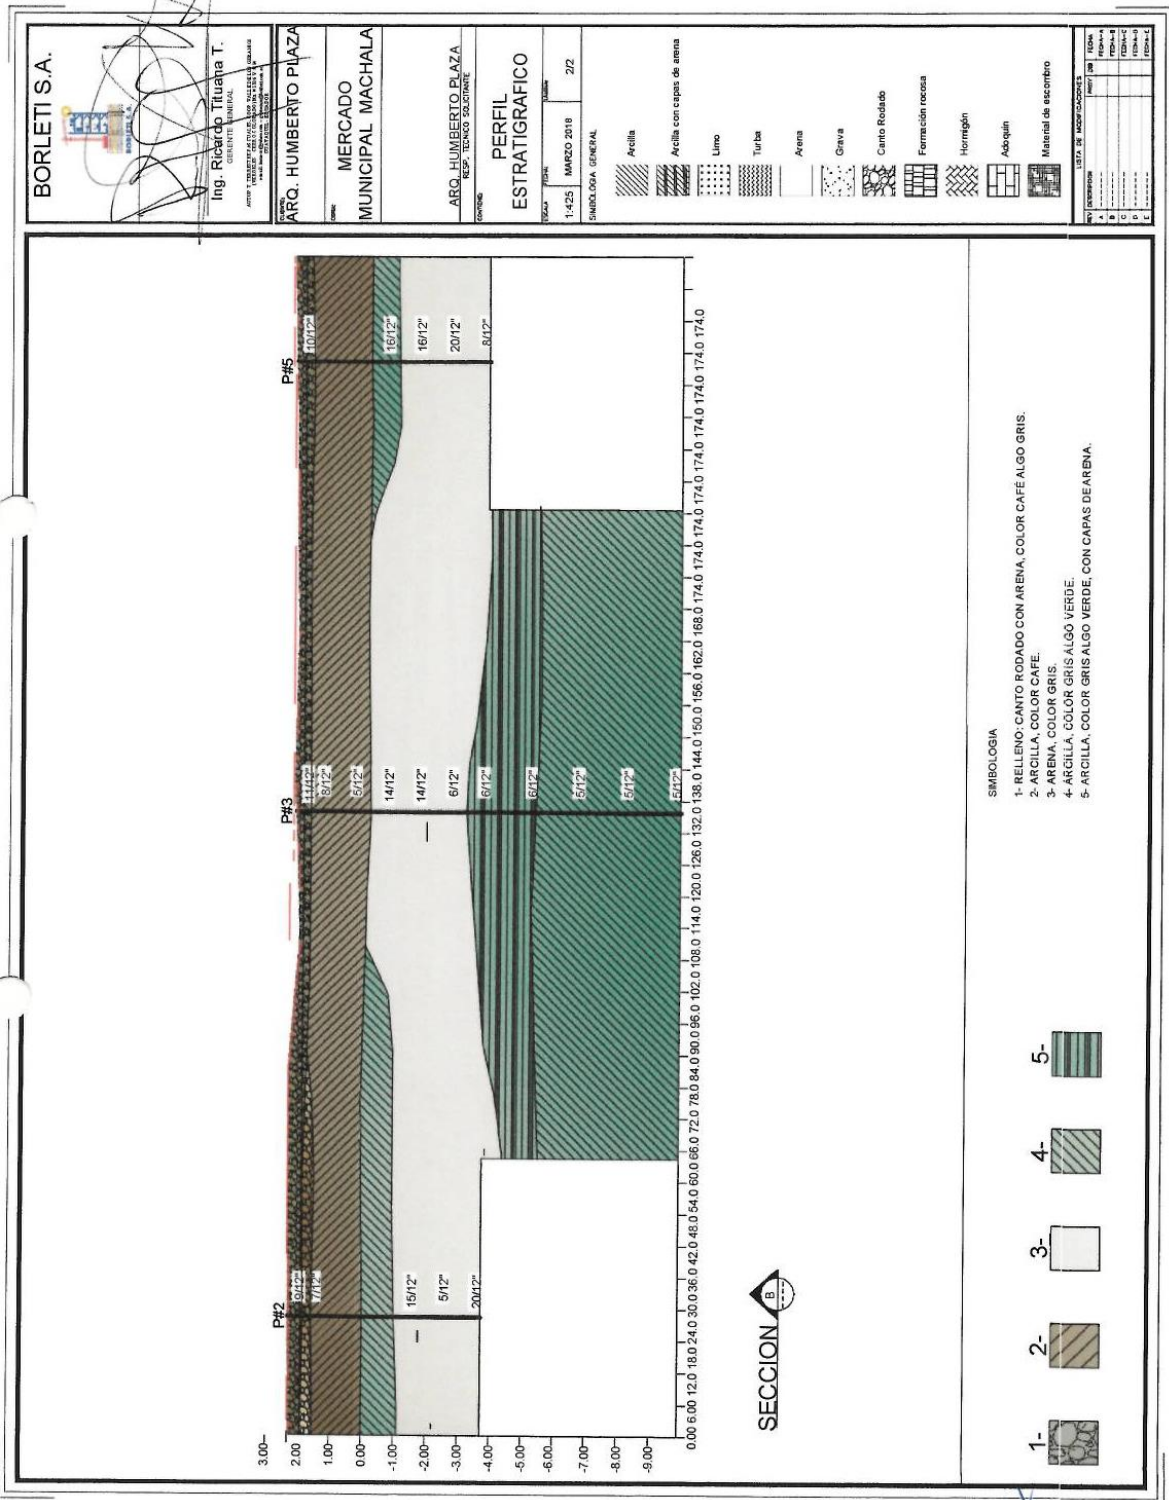 BORLETI S.A.
Ing. Ricardo Tituana T.
GERENTE GENERAL
ARQ. HUMBERTO PLAZA
MERCADO
MUNICIPAL MACHALA
ARQ. HUMBERTO PLAZA
RESP. TECNICO SOLICITANTE
CONTENIDO:
PERFIL
ESTRATIGRAFICO
ESCALA
1:425
FECHA:
MARZO 2018
2/2
SIMBOLOGIA GENERAL
Arcilla
Arcilla con capas de arena
Limo
Turba
Arena
Grava
Canto Rodado
Formación rocosa
Hormigón
Adoquin
Material de escombro
LISTA DE MODIFICACIONES
REV DESCRIPCION
FECHA
A FECHA-A
B FECHA-B
C FECHA-C
D FECHA-D
E FECHA-E
P#2
P#3
P#5
9/12"
7/12"
15/12"
5/12"
20/12"
11/12"
8/12"
5/12"
14/12"
14/12"
6/12"
6/12"
6/12"
5/12"
5/12"
5/12"
10/12"
16/12"
16/12"
20/12"
8/12"
3.00
2.00
1.00
0.00
-1.00
-2.00
-3.00
-4.00
-5.00
-6.00
-7.00
-8.00
-9.00
0.00 6.00 12.0 18.0 24.0 30.0 36.0 42.0 48.0 54.0 60.0 66.0 72.0 78.0 84.0 90.0 96.0 102.0 108.0 114.0 120.0 126.0 132.0 138.0 144.0 150.0 156.0 162.0 168.0 174.0 174.0 174.0 174.0 174.0 174.0 174.0 174.0
SECCION B
SIMBOLOGIA
1- RELLENO: CANTO RODADO CON ARENA, COLOR CAFÉ ALGO GRIS.
2- ARCILLA, COLOR CAFE.
3- ARENA, COLOR GRIS.
4- ARCILLA, COLOR GRIS ALGO VERDE.
5- ARCILLA, COLOR GRIS ALGO VERDE, CON CAPAS DE ARENA.
1-
2-
3-
4-
5-